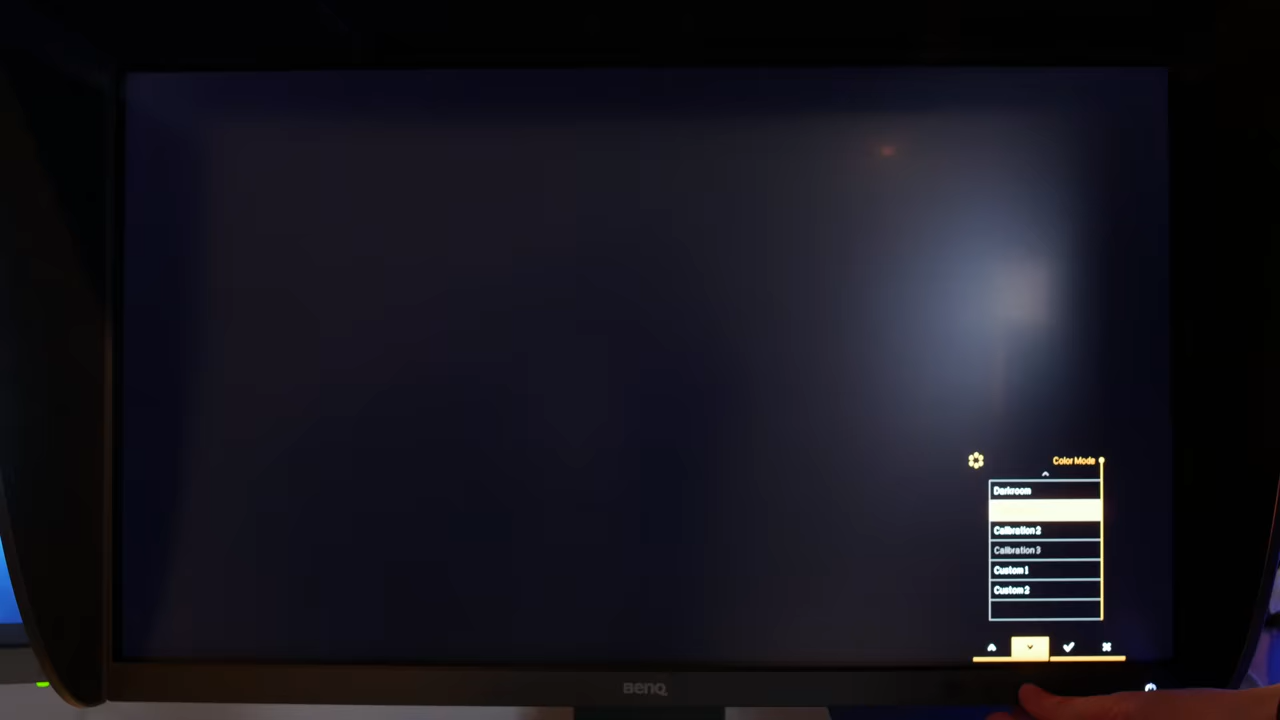 Color Mode
Darkroom
Calibration 2
Calibration 3
Custom 1
Custom 2
BenQ